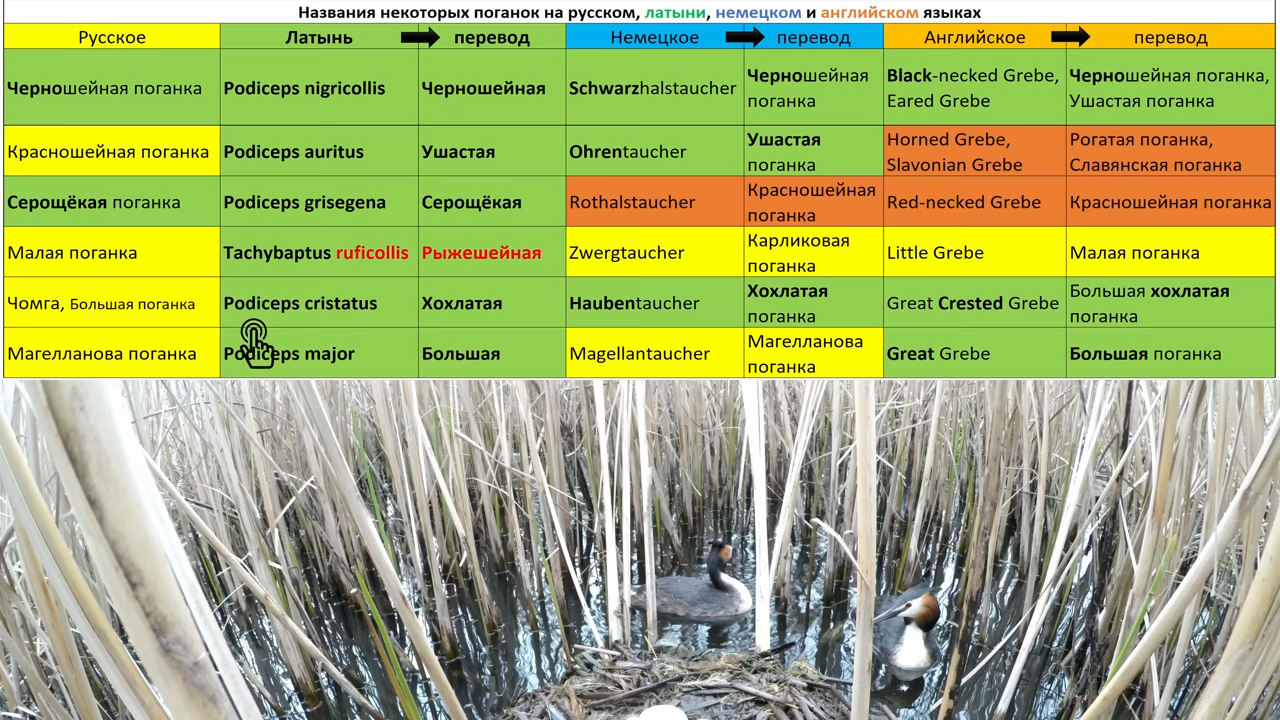 Названия некоторых поганок на русском, латыни, немецком и английском языках
Русское Латынь перевод Немецкое перевод Английское перевод
Черношейная поганка Podiceps nigricollis Черношейная Schwarzhalstaucher Черношейная поганка Black-necked Grebe, Eared Grebe Черношейная поганка, Ушастая поганка
Красношейная поганка Podiceps auritus Ушастая Ohrentaucher Ушастая поганка Horned Grebe, Slavonian Grebe Рогатая поганка, Славянская поганка
Серощёкая поганка Podiceps grisegena Серощёкая Rothalstaucher Красношейная поганка Red-necked Grebe Красношейная поганка
Малая поганка Tachybaptus ruficollis Рыжешейная Zwergtaucher Карликовая поганка Little Grebe Малая поганка
Чомга, Большая поганка Podiceps cristatus Хохлатая Haubentaucher Хохлатая поганка Great Crested Grebe Большая хохлатая поганка
Магелланова поганка Podiceps major Большая Magellantaucher Магелланова поганка Great Grebe Большая поганка